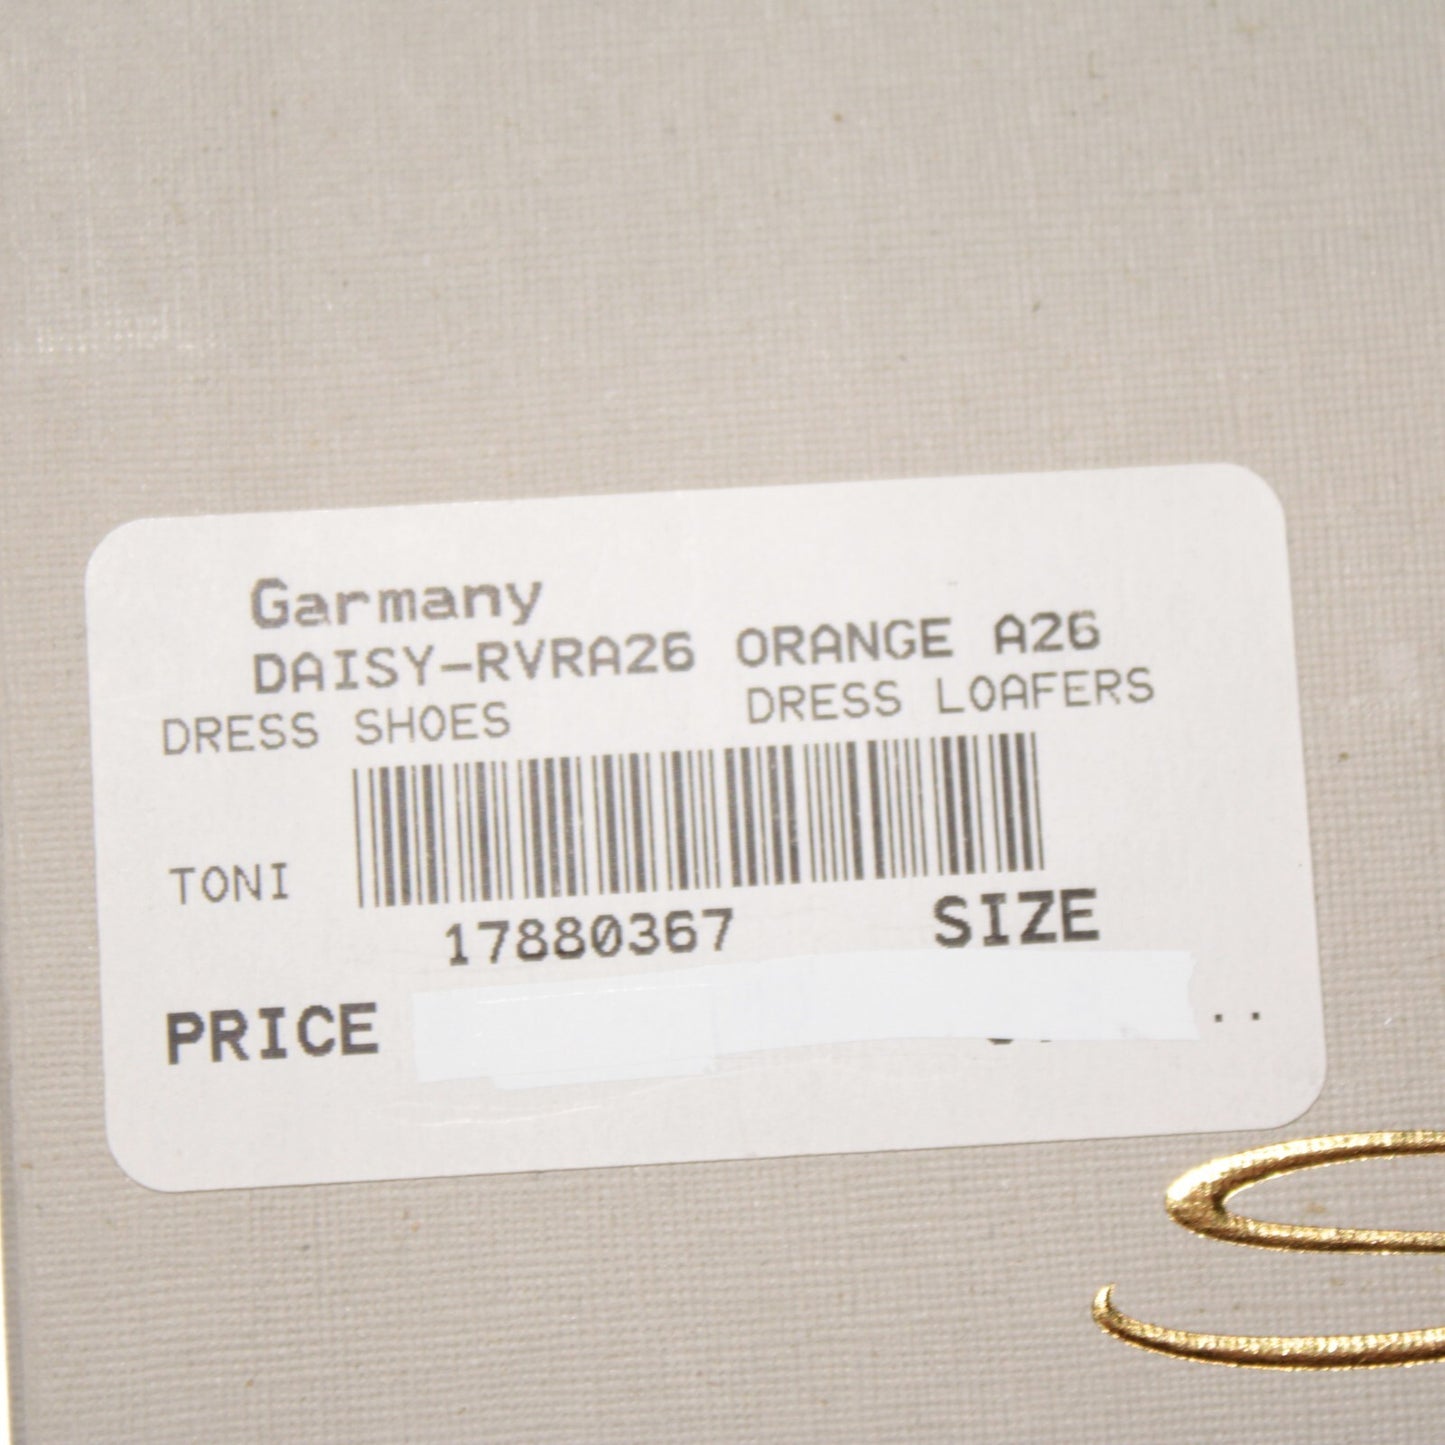 Garmany
DAISY-RVRA26 ORANGE A26
DRESS SHOES DRESS LOAFERS
TONI
17880367 SIZE
PRICE